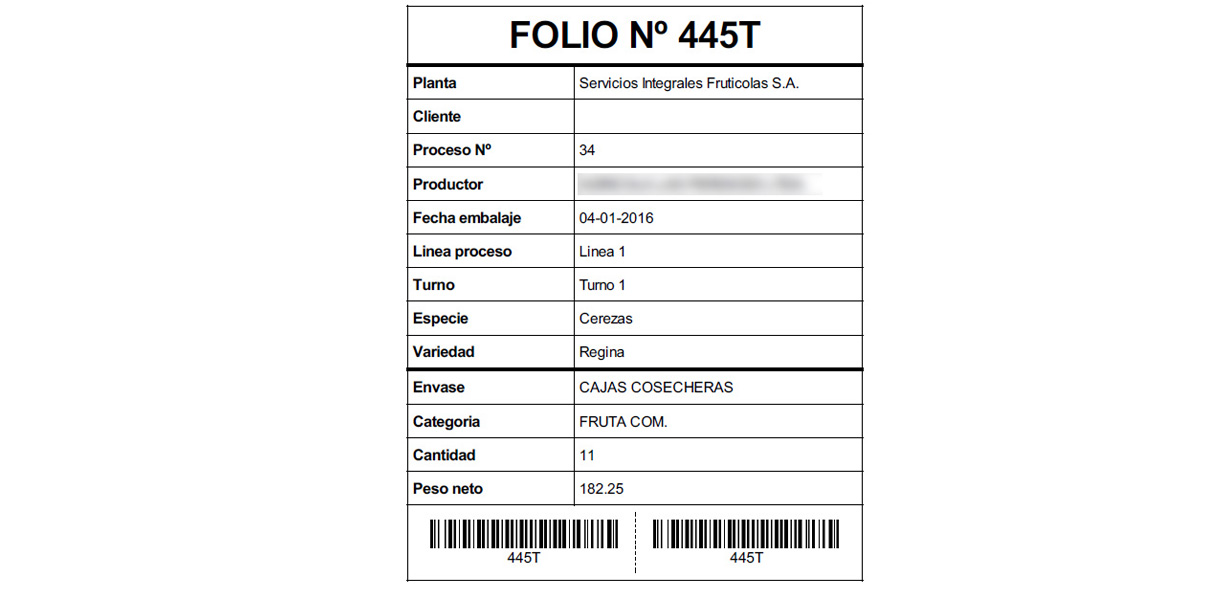 FOLIO Nº 445T
Planta Servicios Integrales Fruticolas S.A.
Cliente
Proceso Nº 34
Productor
Fecha embalaje 04-01-2016
Linea proceso Linea 1
Turno Turno 1
Especie Cerezas
Variedad Regina
Envase CAJAS COSECHERAS
Categoria FRUTA COM.
Cantidad 11
Peso neto 182.25
445T 445T